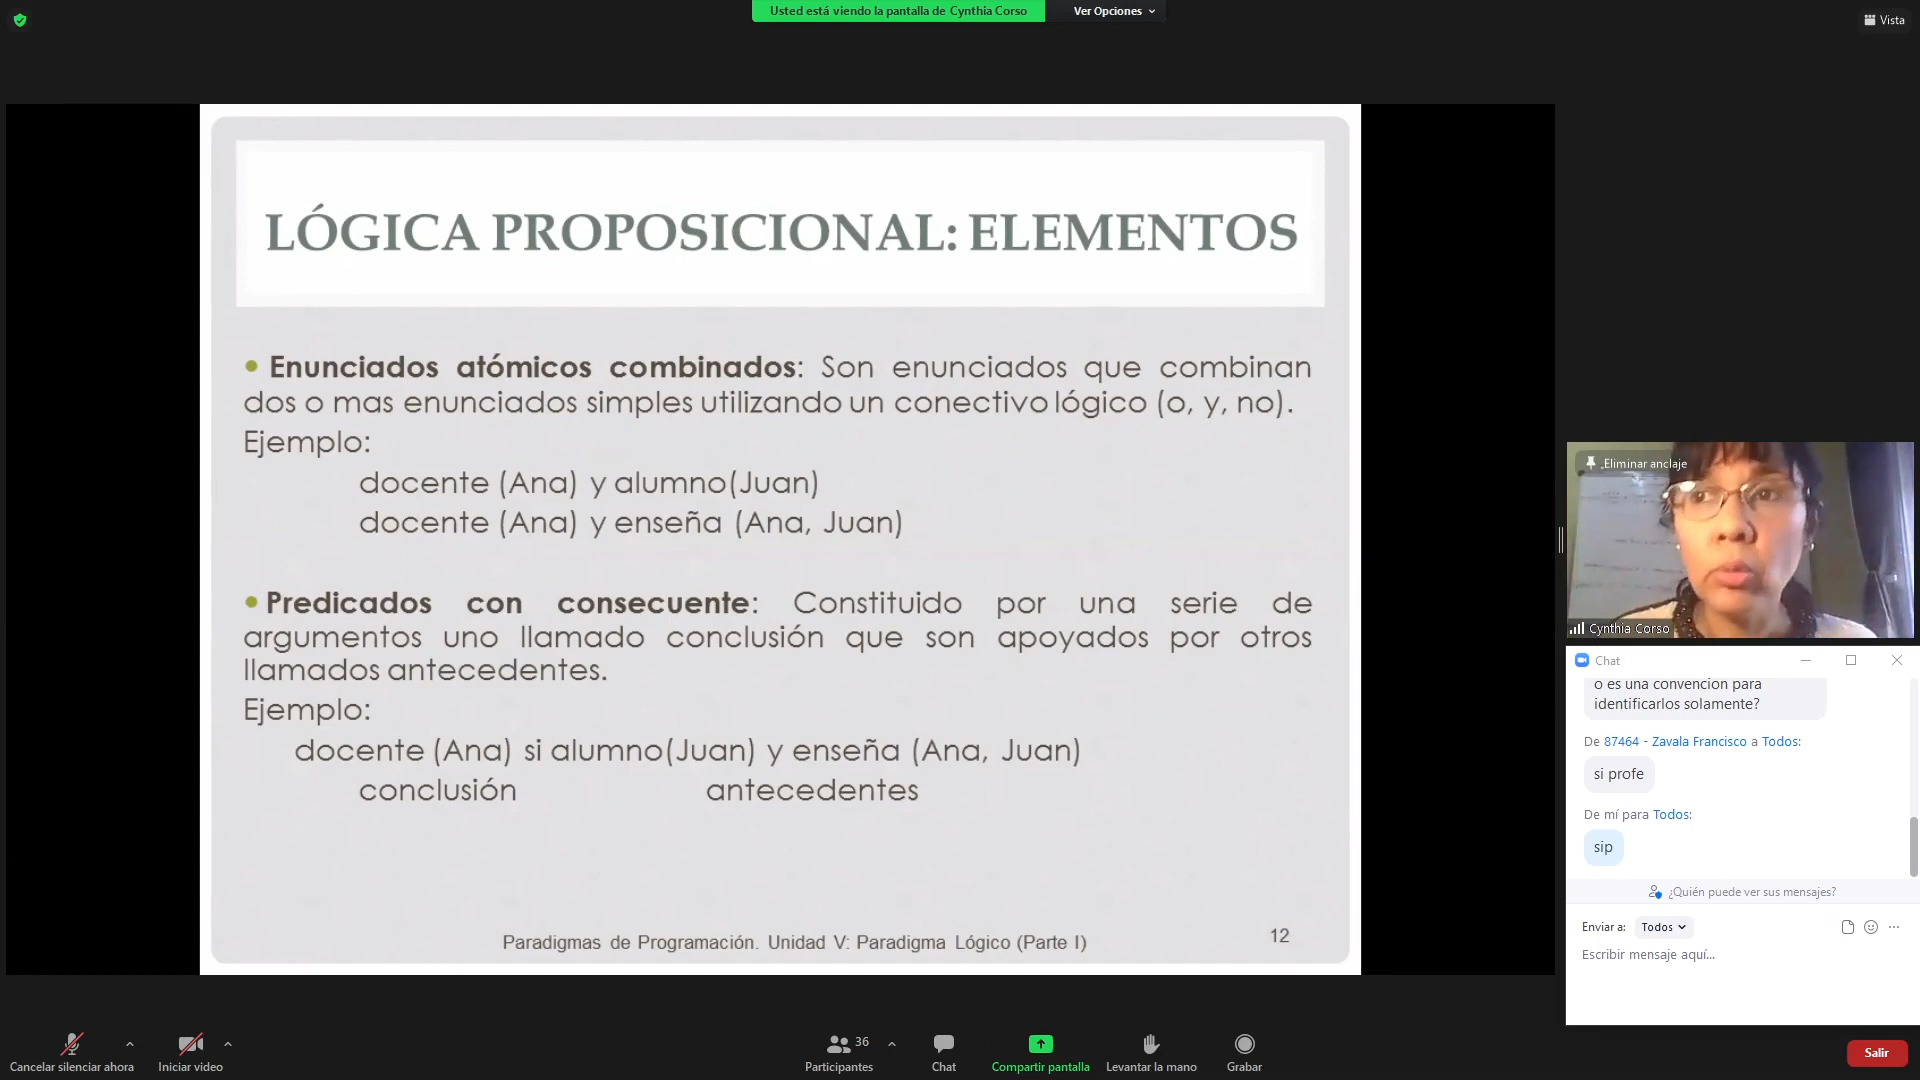 Usted está viendo la pantalla de Cynthia Corso
Ver Opciones
Vista
LÓGICA PROPOSICIONAL: ELEMENTOS
• Enunciados atómicos combinados: Son enunciados que combinan
dos o mas enunciados simples utilizando un conectivo lógico (o, y, no).
Ejemplo:
docente (Ana) y alumno(Juan)
docente (Ana) y enseña (Ana, Juan)
• Predicados con consecuente: Constituido por una serie de
argumentos uno llamado conclusión que son apoyados por otros
llamados antecedentes.
Ejemplo:
docente (Ana) si alumno(Juan) y enseña (Ana, Juan)
conclusión antecedentes
Paradigmas de Programación. Unidad V: Paradigma Lógico (Parte I)
12
Eliminar anclaje
Cynthia Corso
Chat
o es una convencion para
identificarlos solamente?
De 87464 - Zavala Francisco a Todos:
si profe
De mí para Todos:
sip
¿Quién puede ver sus mensajes?
Enviar a: Todos
Escribir mensaje aquí...
Cancelar silenciar ahora
Iniciar video
36
Participantes
Chat
Compartir pantalla
Levantar la mano
Grabar
Salir